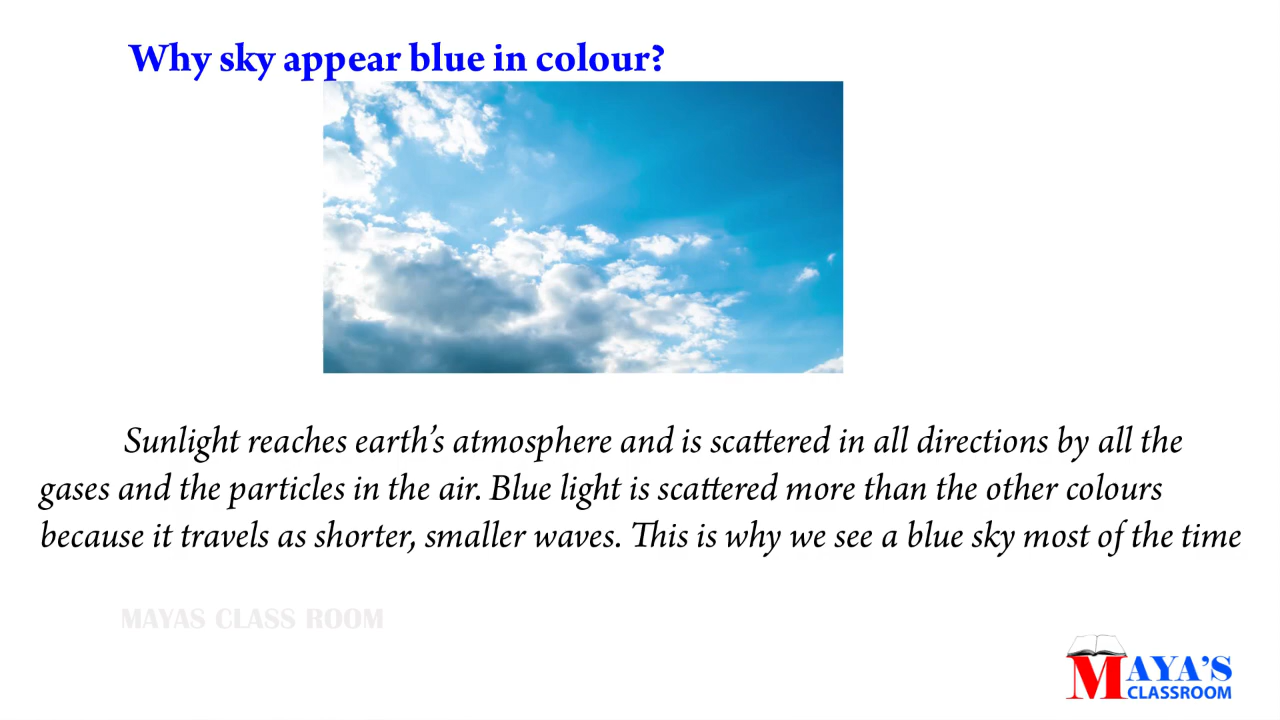 Why sky appear blue in colour?
Sunlight reaches earth's atmosphere and is scattered in all directions by all the
gases and the particles in the air. Blue light is scattered more than the other colours
because it travels as shorter, smaller waves. This is why we see a blue sky most of the time
MAYAS CLASS ROOM
MAYA'S
CLASSROOM